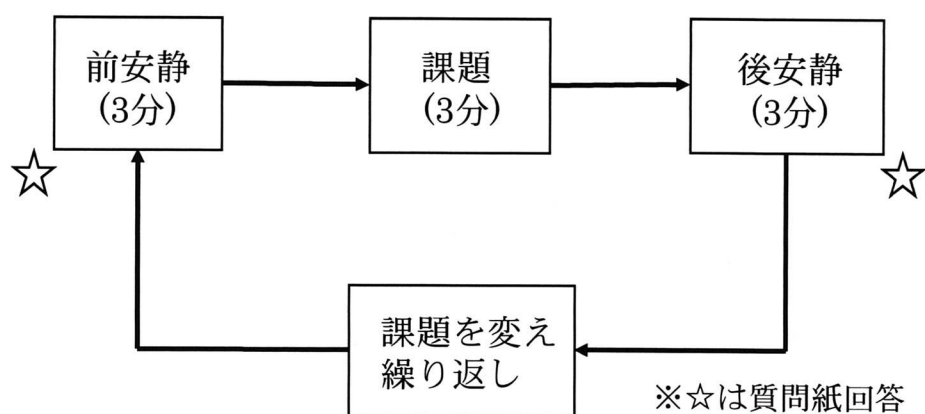 前安静
(3分)
課題
(3分)
後安静
(3分)
☆
☆
課題を変え
繰り返し
※☆は質問紙回答